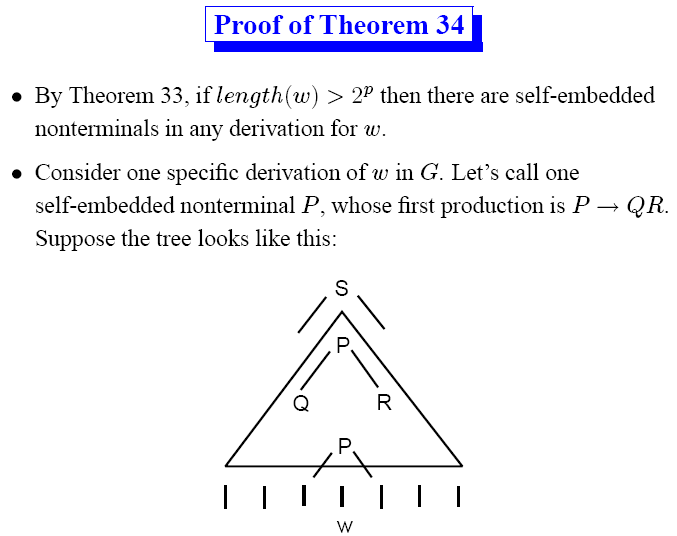 Proof of Theorem 34
• By Theorem 33, if length(w) > 2^p then there are self-embedded
nonterminals in any derivation for w.
• Consider one specific derivation of w in G. Let's call one
self-embedded nonterminal P, whose first production is P → QR.
Suppose the tree looks like this:
S
P
Q R
P
w